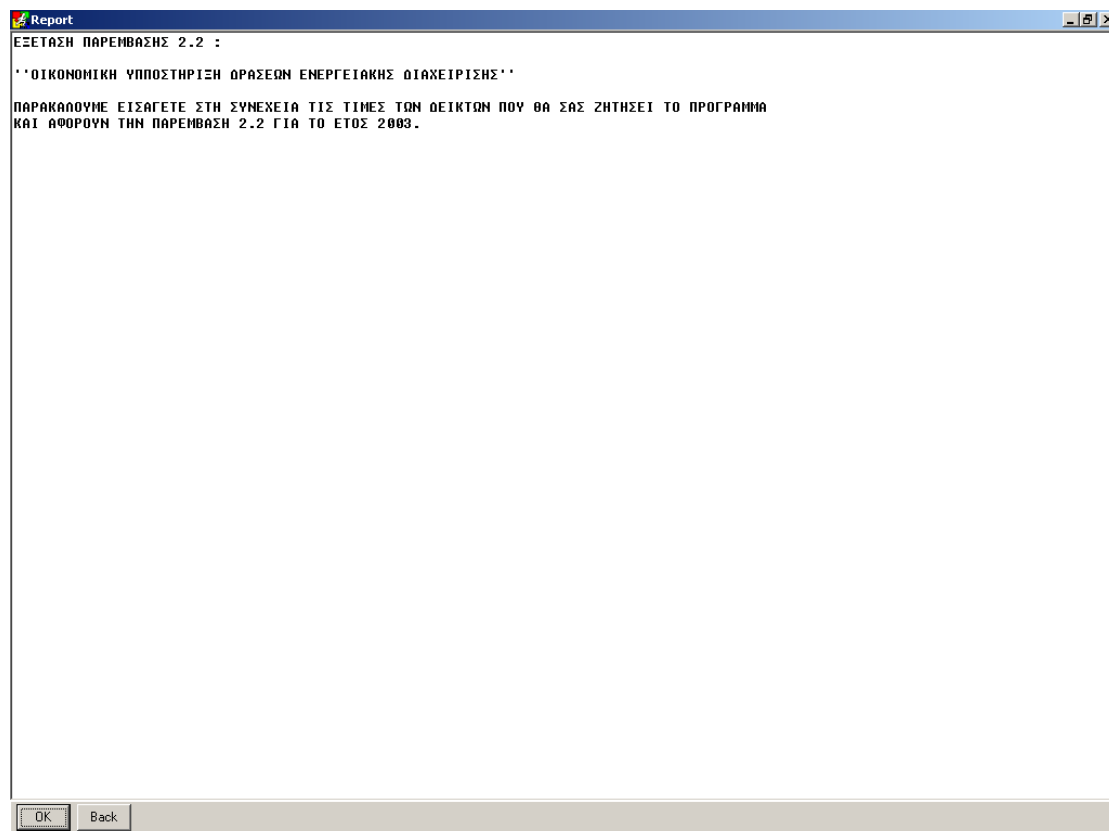 Report
ΕΞΕΤΑΣΗ ΠΑΡΕΜΒΑΣΗΣ 2.2 :
''ΟΙΚΟΝΟΜΙΚΗ ΥΠΠΟΣΤΗΡΙΞΗ ΔΡΑΣΕΩΝ ΕΝΕΡΓΕΙΑΚΗΣ ΔΙΑΧΕΙΡΙΣΗΣ''
ΠΑΡΑΚΑΛΟΥΜΕ ΕΙΣΑΓΕΤΕ ΣΤΗ ΣΥΝΕΧΕΙΑ ΤΙΣ ΤΙΜΕΣ ΤΩΝ ΔΕΙΚΤΩΝ ΠΟΥ ΘΑ ΣΑΣ ΖΗΤΗΣΕΙ ΤΟ ΠΡΟΓΡΑΜΜΑ
ΚΑΙ ΑΦΟΡΟΥΝ ΤΗΝ ΠΑΡΕΜΒΑΣΗ 2.2 ΓΙΑ ΤΟ ΕΤΟΣ 2003.
OK Back